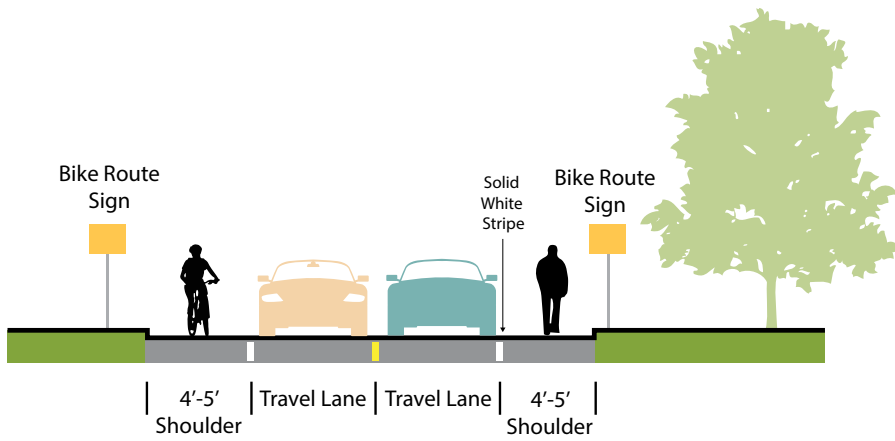 Bike Route
Sign
Solid
White
Stripe
Bike Route
Sign
4’-5’
Shoulder
Travel Lane
Travel Lane
4’-5’
Shoulder